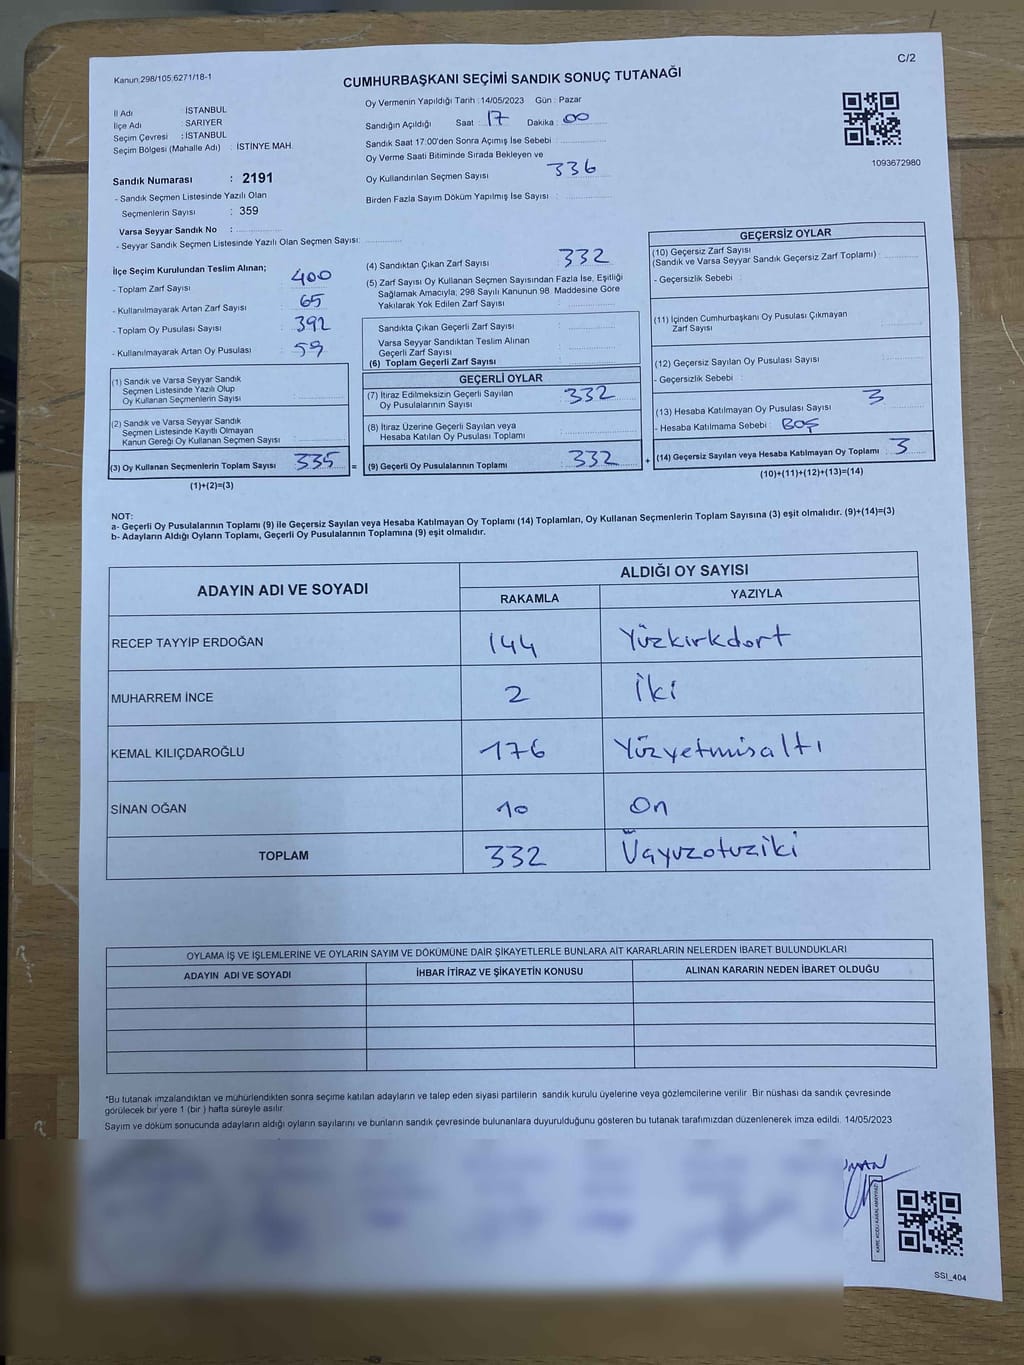 Kanun:298/105;6271/18-1
C/2
CUMHURBAŞKANI SEÇİMİ SANDIK SONUÇ TUTANAĞI
İl Adı İSTANBUL
İlçe Adı SARIYER
Seçim Çevresi : İSTANBUL
Seçim Bölgesi (Mahalle Adı) : İSTİNYE MAH.
Sandık Numarası : 2191
- Sandık Seçmen Listesinde Yazılı Olan
Seçmenlerin Sayısı : 359
Varsa Seyyar Sandık No :
- Seyyar Sandık Seçmen Listesinde Yazılı Olan Seçmen Sayısı:
Oy Vermenin Yapıldığı Tarih :14/05/2023 Gün : Pazar
Sandığın Açıldığı Saat : 17 Dakika : 00
Sandık Saat 17:00'den Sonra Açımış İse Sebebi :
Oy Verme Saati Bitiminde Sırada Bekleyen ve
Oy Kullandırılan Seçmen Sayısı : 336
Birden Fazla Sayım Döküm Yapılmış İse Sayısı :
1093672980
İlçe Seçim Kurulundan Teslim Alınan;
- Toplam Zarf Sayısı : 400
- Kullanılmayarak Artan Zarf Sayısı : 65
- Toplam Oy Pusulası Sayısı : 392
- Kullanılmayarak Artan Oy Pusulası : 59
(1) Sandık ve Varsa Seyyar Sandık
Seçmen Listesinde Yazılı Olup
Oy Kullanan Seçmenlerin Sayısı :
(2) Sandık ve Varsa Seyyar Sandık
Seçmen Listesinde Kayıtlı Olmayan
Kanun Gereği Oy Kullanan Seçmen Sayısı :
(3) Oy Kullanan Seçmenlerin Toplam Sayısı : 335
(1)+(2)=(3)
=
(4) Sandıktan Çıkan Zarf Sayısı : 332
(5) Zarf Sayısı Oy Kullanan Seçmen Sayısından Fazla İse, Eşitliği
Sağlamak Amacıyla; 298 Sayılı Kanunun 98. Maddesine Göre
Yakılarak Yok Edilen Zarf Sayısı :
Sandıkta Çıkan Geçerli Zarf Sayısı :
Varsa Seyyar Sandıktan Teslim Alınan
Geçerli Zarf Sayısı :
(6) Toplam Geçerli Zarf Sayısı :
GEÇERLİ OYLAR
(7) İtiraz Edilmeksizin Geçerli Sayılan
Oy Pusulalarının Sayısı : 332
(8) İtiraz Üzerine Geçerli Sayılan veya
Hesaba Katılan Oy Pusulaları Toplamı :
(9) Geçerli Oy Pusulalarının Toplamı : 332
+
GEÇERSİZ OYLAR
(10) Geçersiz Zarf Sayısı
(Sandık ve Varsa Seyyar Sandık Geçersiz Zarf Toplamı) :
- Geçersizlik Sebebi :
(11) İçinden Cumhurbaşkanı Oy Pusulası Çıkmayan
Zarf Sayısı :
(12) Geçersiz Sayılan Oy Pusulası Sayısı :
- Geçersizlik Sebebi :
(13) Hesaba Katılmayan Oy Pusulası Sayısı : 3
- Hesaba Katılmama Sebebi : BOŞ
(14) Geçersiz Sayılan veya Hesaba Katılmayan Oy Toplamı : 3
(10)+(11)+(12)+(13)=(14)
NOT:
a- Geçerli Oy Pusulalarının Toplamı (9) ile Geçersiz Sayılan veya Hesaba Katılmayan Oy Toplamı (14) Toplamları, Oy Kullanan Seçmenlerin Toplam Sayısına (3) eşit olmalıdır. (9)+(14)=(3)
b- Adayların Aldığı Oyların Toplamı, Geçerli Oy Pusulalarının Toplamına (9) eşit olmalıdır.
ADAYIN ADI VE SOYADI ALDIĞI OY SAYISI
RAKAMLA YAZIYLA
RECEP TAYYİP ERDOĞAN 144 Yüzkırkdort
MUHARREM İNCE 2 İki
KEMAL KILIÇDAROĞLU 176 Yüzyetmisaltı
SİNAN OĞAN 10 On
TOPLAM 332 Üçyuzotuziki
OYLAMA İŞ VE İŞLEMLERİNE VE OYLARIN SAYIM VE DÖKÜMÜNE DAİR ŞİKAYETLERLE BUNLARA AİT KARARLARIN NELERDEN İBARET BULUNDUKLARI
ADAYIN ADI VE SOYADI İHBAR İTİRAZ VE ŞİKAYETİN KONUSU ALINAN KARARIN NEDEN İBARET OLDUĞU
*Bu tutanak imzalandıktan ve mühürlendikten sonra seçime katılan adayların ve talep eden siyasi partilerin sandık kurulu üyelerine veya gözlemcilerine verilir. Bir nüshası da sandık çevresinde
görülecek bir yere 1 (bir ) hafta süreyle asılır.
Sayım ve döküm sonucunda adayların aldığı oyların sayılarını ve bunların sandık çevresinde bulunanlara duyurulduğunu gösteren bu tutanak tarafımızdan düzenlenerek imza edildi. 14/05/2023
KARE KODU KARALAMAYINIZ!
SSI_404